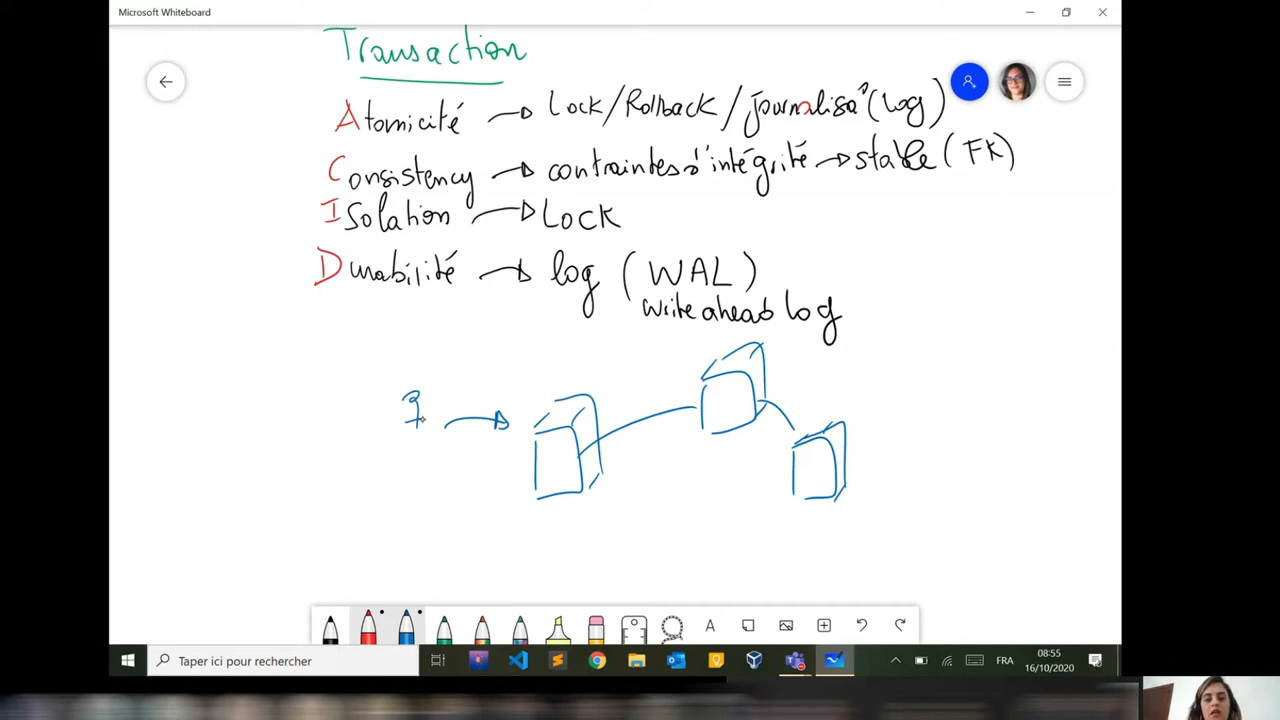 Microsoft Whiteboard
Transaction
Atomicité → Lock/Rollback/journalisa°(log)
Consistency → contraintes d'intégrité → stable (FK)
Isolation → Lock
Durabilité → log (WAL)
write ahead log
Taper ici pour rechercher
FRA
08:55
16/10/2020